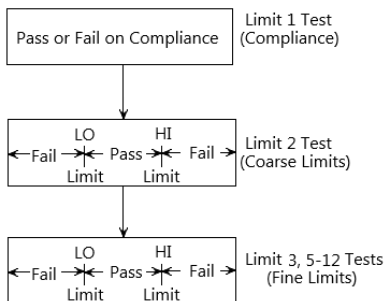 Pass or Fail on Compliance
Limit 1 Test
(Compliance)
LO HI
Fail Pass Fail
Limit Limit
Limit 2 Test
(Coarse Limits)
LO HI
Fail Pass Fail
Limit Limit
Limit 3, 5-12 Tests
(Fine Limits)